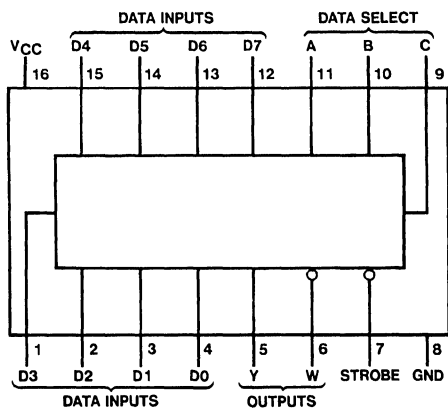 DATA INPUTS DATA SELECT
VCC D4 D5 D6 D7 A B C
16 15 14 13 12 11 10 9
1 2 3 4 5 6 7 8
D3 D2 D1 D0 Y W STROBE GND
DATA INPUTS OUTPUTS